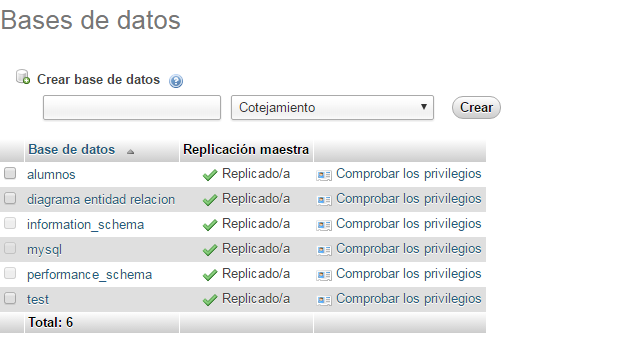 Bases de datos
Crear base de datos
Cotejamiento Crear
Base de datos Replicación maestra
alumnos Replicado/a Comprobar los privilegios
diagrama entidad relacion Replicado/a Comprobar los privilegios
information_schema Replicado/a Comprobar los privilegios
mysql Replicado/a Comprobar los privilegios
performance_schema Replicado/a Comprobar los privilegios
test Replicado/a Comprobar los privilegios
Total: 6